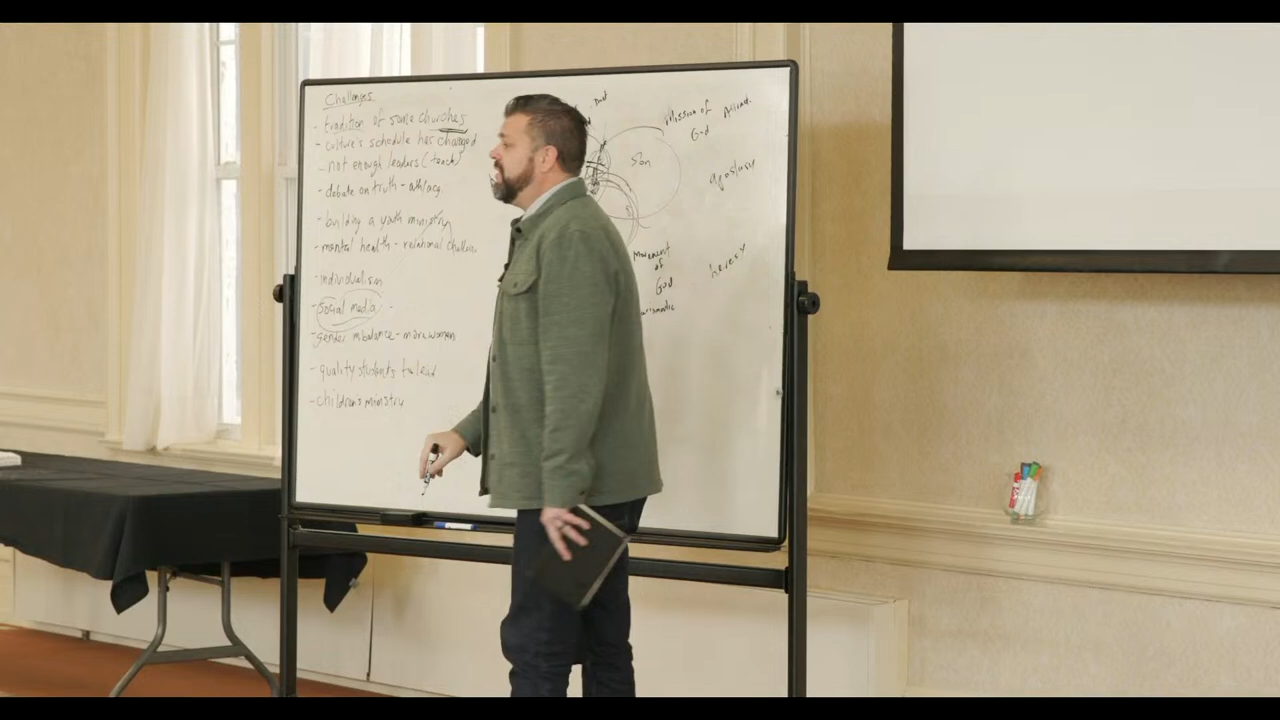 Challenges
- tradition of some churches
- culture's schedule has changed
- not enough leaders (teach)
- debate on truth -
- building a youth ministry
- mental health - relational
- individualism
- social media -
- gender imbalance - more women
- quality students to lead
- children's ministry
Son
Mission of
God
apostasy
Movement
of
God
heresy